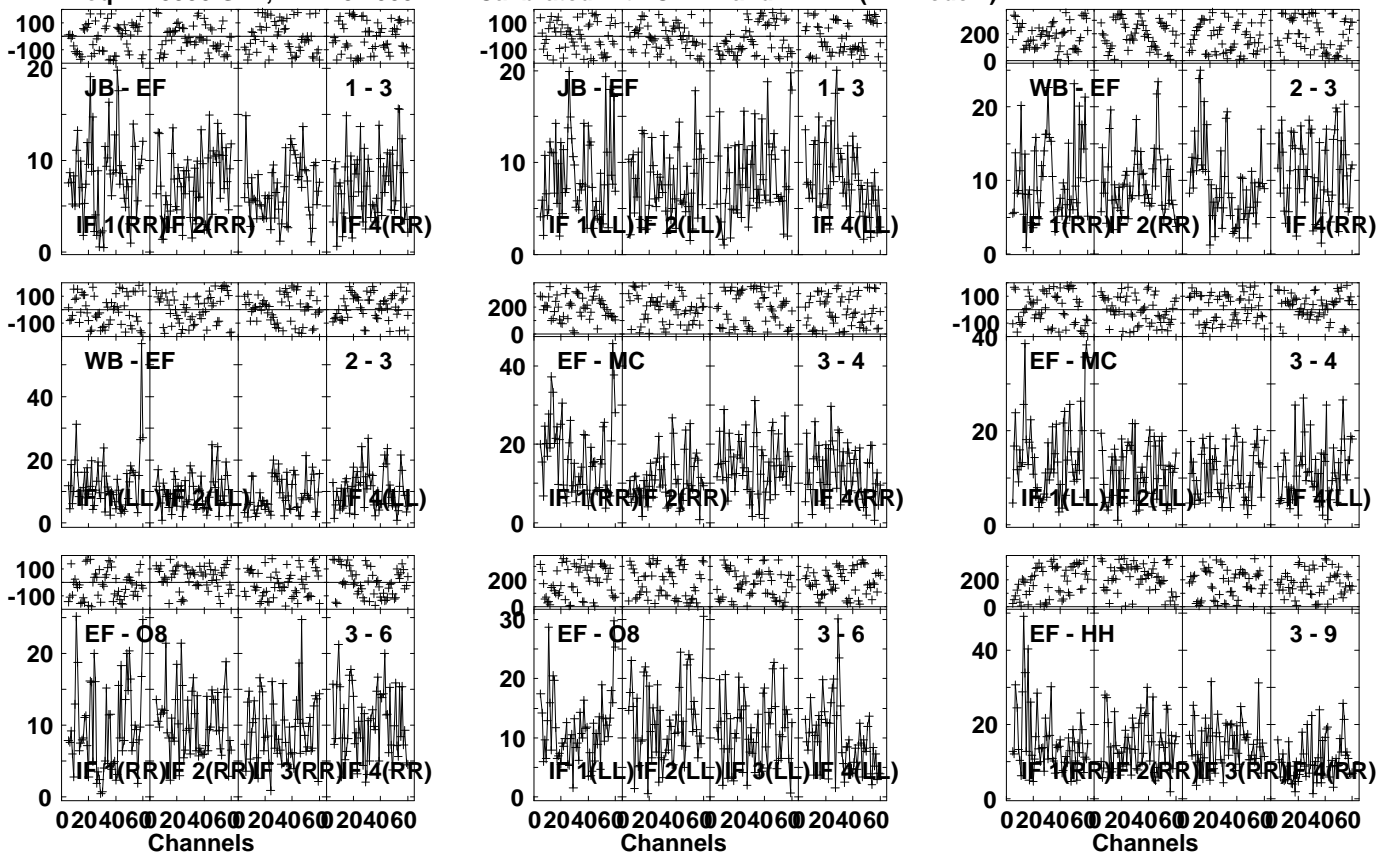 100 100 200
-100 -100 0
20 JB - EF 1 - 3 20 JB - EF 1 - 3 20 WB - EF 2 - 3
10 10 10
IF 1(RR) IF 2(RR) IF 4(RR) IF 1(LL) IF 2(LL) IF 4(LL) IF 1(RR) IF 2(RR) IF 4(RR)
0 0 0
100 200 100
-100 0 -100
WB - EF 2 - 3 40 EF - MC 3 - 4 40 EF - MC 3 - 4
40
20 20 20
IF 1(LL) IF 2(LL) IF 4(LL) IF 1(RR) IF 2(RR) IF 4(RR) IF 1(LL) IF 2(LL) IF 4(LL)
0 0 0
100 200 200
-100 0 0
20 EF - O8 3 - 6 30 EF - O8 3 - 6 40 EF - HH 3 - 9
10 20 20
10
IF 1(RR) IF 2(RR) IF 3(RR) IF 4(RR) IF 1(LL) IF 2(LL) IF 3(LL) IF 4(LL) IF 1(RR) IF 2(RR) IF 3(RR) IF 4(RR)
0 0 0
0 20 40 60 0 20 40 60 0 20 40 60 0 20 40 60 0 20 40 60 0 20 40 60 0 20 40 60 0 20 40 60 0 20 40 60 0 20 40 60 0 20 40 60 0 20 40 60
Channels Channels Channels